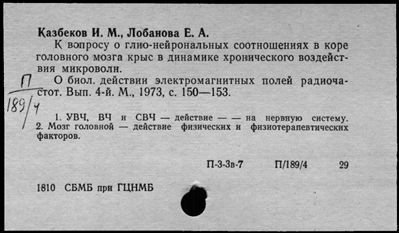 Казбеков И. М., Лобанова Е. А.
К вопросу о глио-нейрональных соотношениях в коре
головного мозга крыс в динамике хронического воздейст-
вия микроволн.
О биол. действии электромагнитных полей радиоча-
стот. Вып. 4-й. М., 1973, с. 150—153.
П
189/4
1. УВЧ, ВЧ и СВЧ — действие — — на нервную систему.
2. Мозг головной — действие физических и физиотерапевтических
факторов.
П-3-3в-7 П/189/4 29
1810 СБМБ при ГЦНМБ